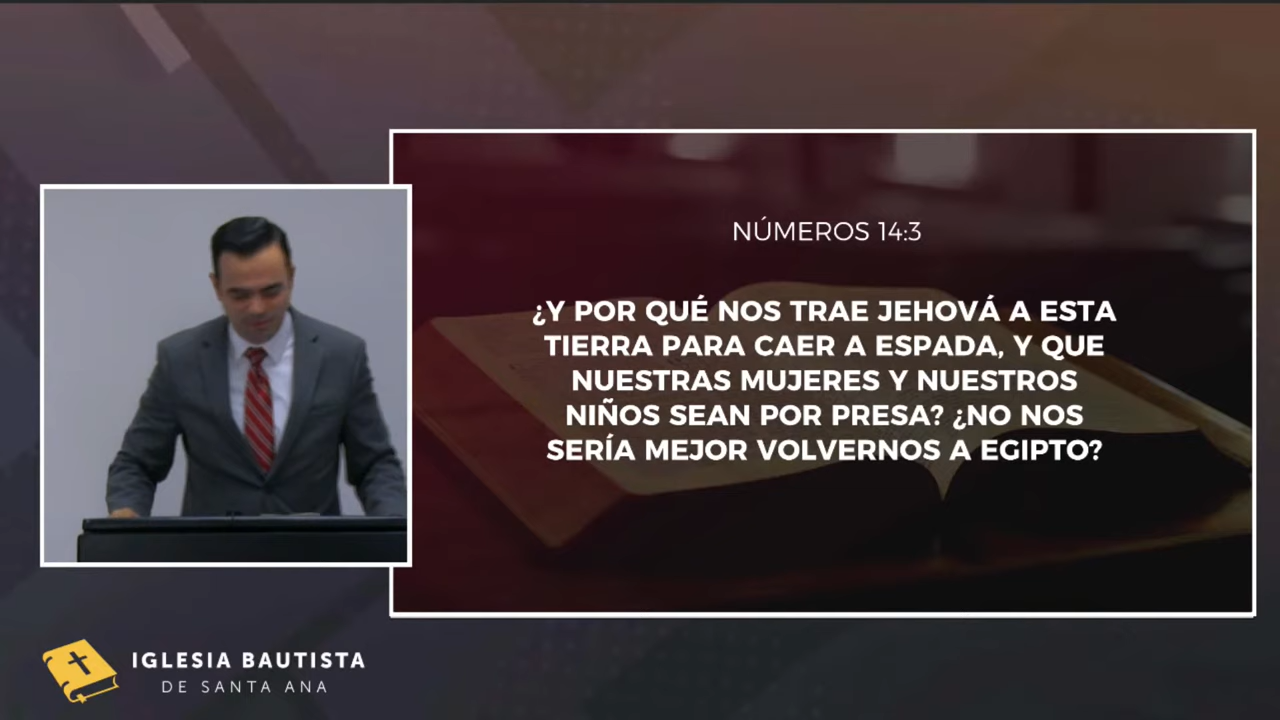 NÚMEROS 14:3
¿Y POR QUÉ NOS TRAE JEHOVÁ A ESTA
TIERRA PARA CAER A ESPADA, Y QUE
NUESTRAS MUJERES Y NUESTROS
NIÑOS SEAN POR PRESA? ¿NO NOS
SERÍA MEJOR VOLVERNOS A EGIPTO?
IGLESIA BAUTISTA
DE SANTA ANA